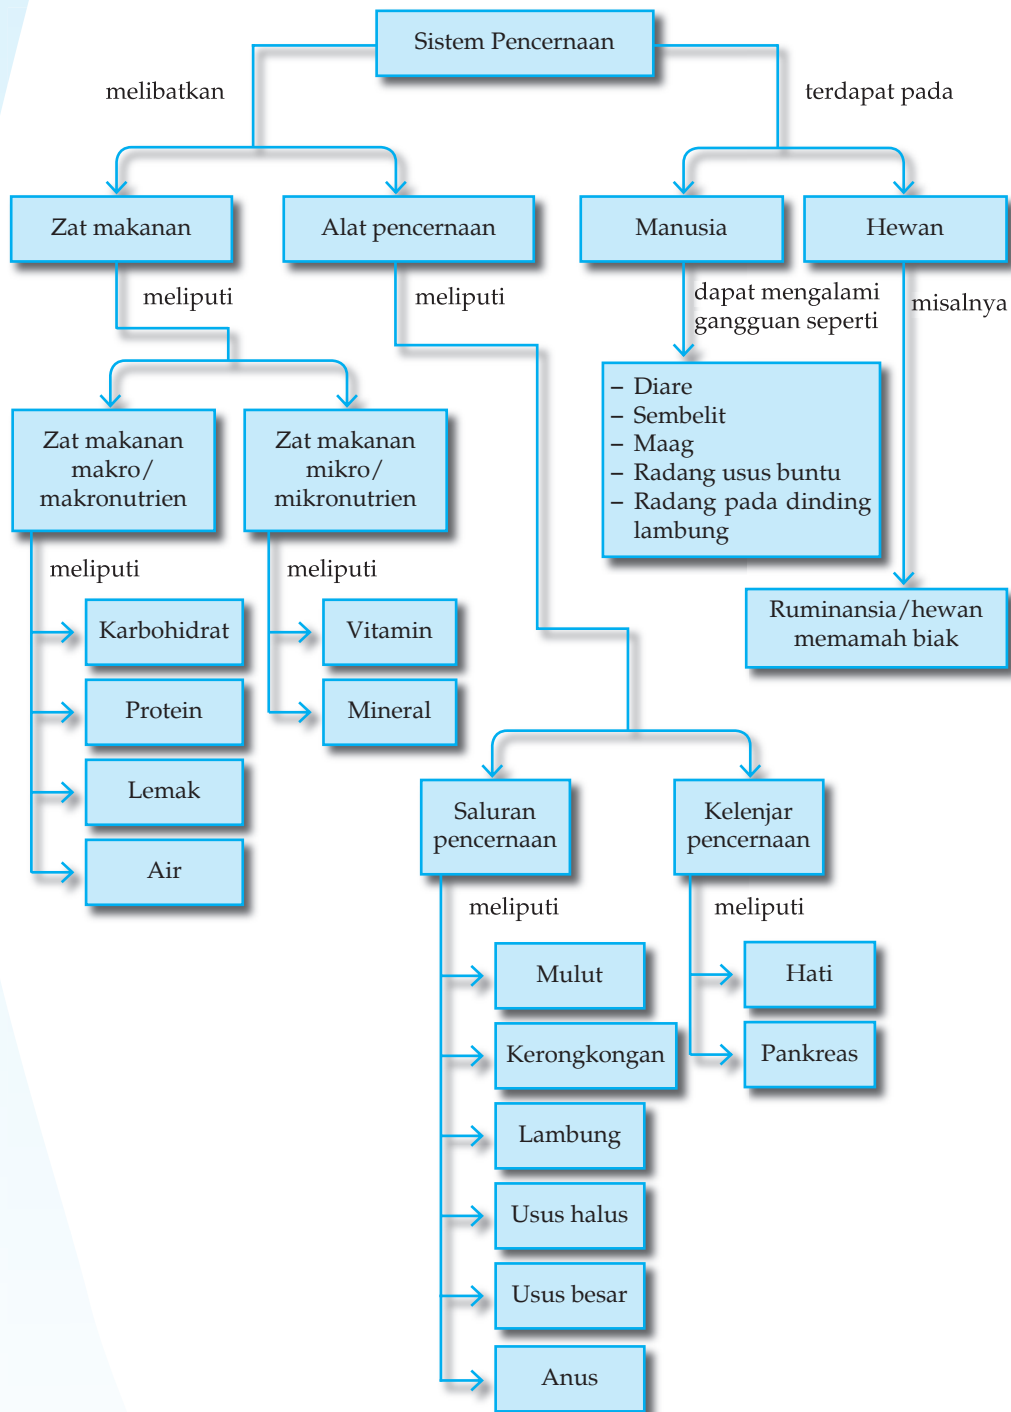 Sistem Pencernaan
melibatkan
terdapat pada
Zat makanan
Alat pencernaan
Manusia
Hewan
meliputi
meliputi
dapat mengalami
gangguan seperti
misalnya
– Diare
– Sembelit
– Maag
– Radang usus buntu
– Radang pada dinding
lambung
Zat makanan
makro/
makronutrien
Zat makanan
mikro/
mikronutrien
meliputi
meliputi
Karbohidrat
Protein
Lemak
Air
Vitamin
Mineral
Ruminansia/hewan
memamah biak
Saluran
pencernaan
Kelenjar
pencernaan
meliputi
meliputi
Mulut
Kerongkongan
Lambung
Usus halus
Usus besar
Anus
Hati
Pankreas